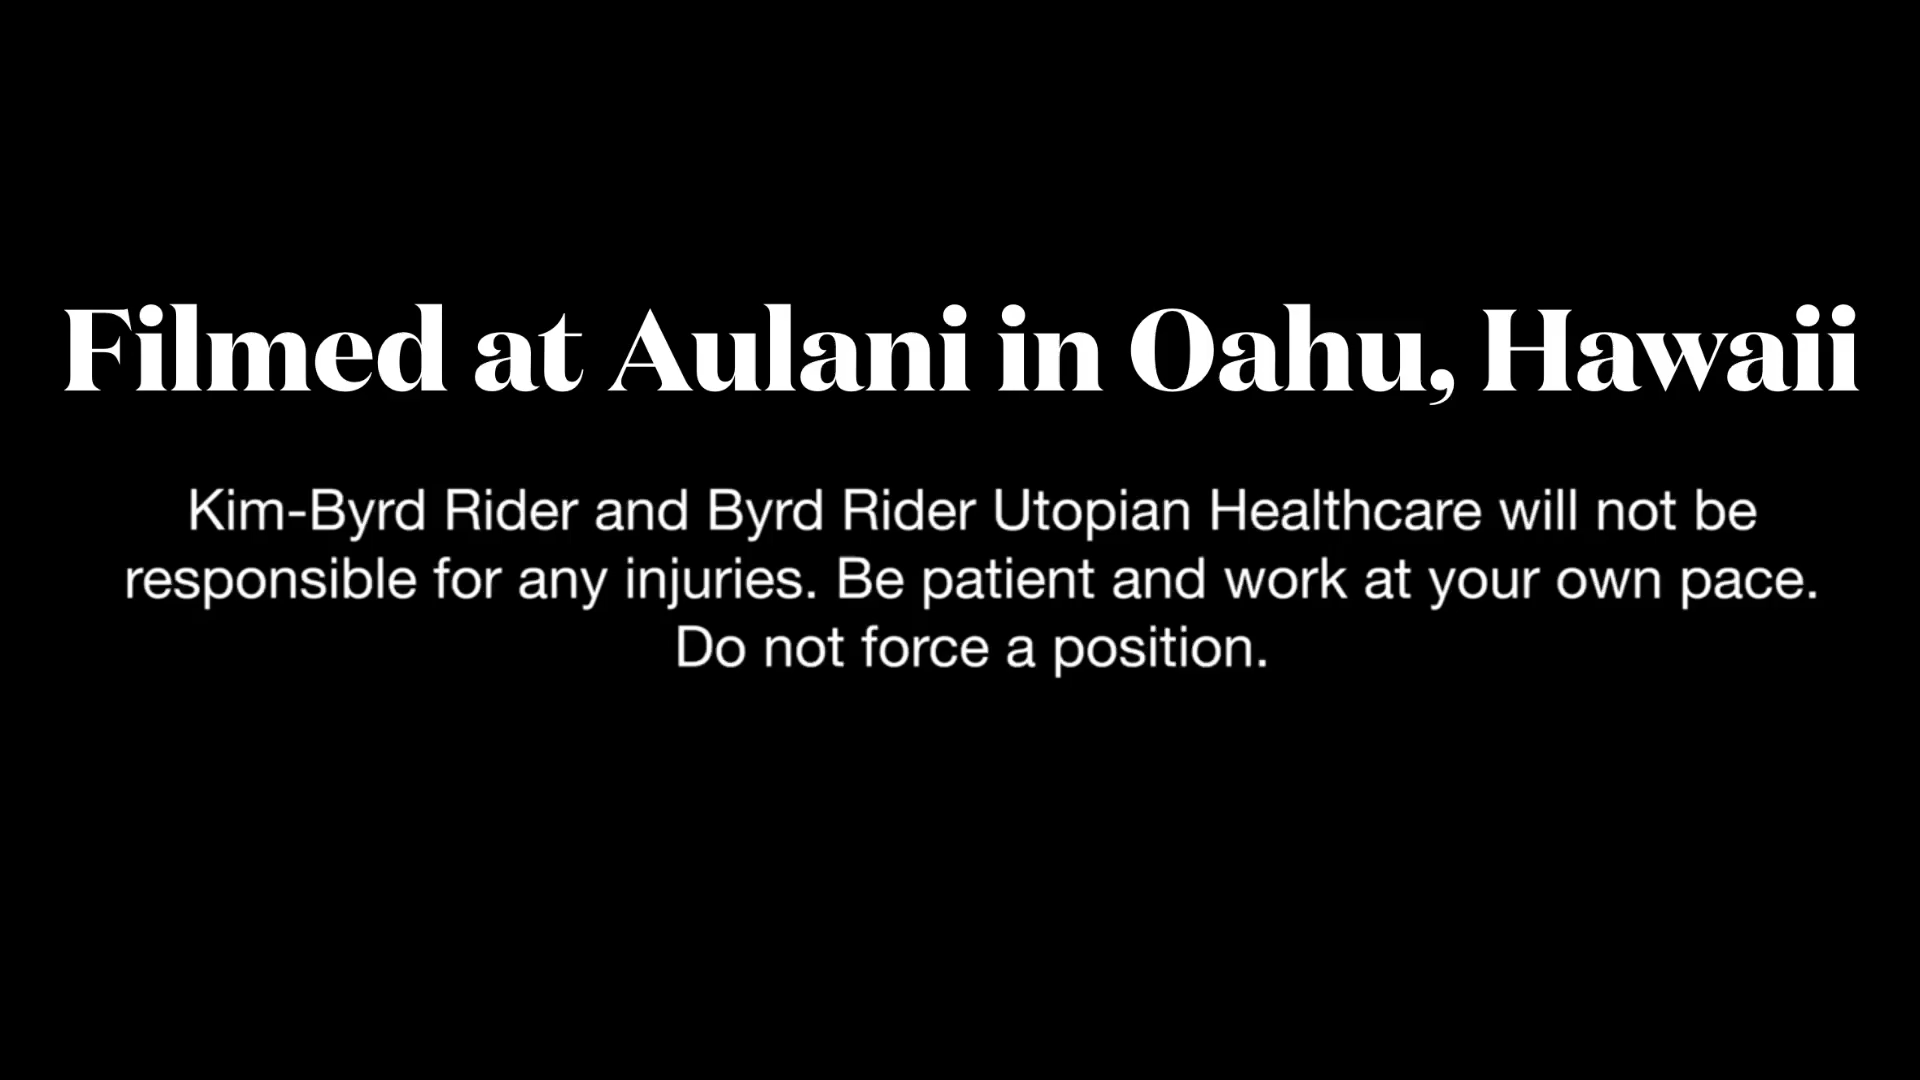 Filmed at Aulani in Oahu, Hawaii
Kim-Byrd Rider and Byrd Rider Utopian Healthcare will not be
responsible for any injuries. Be patient and work at your own pace.
Do not force a position.